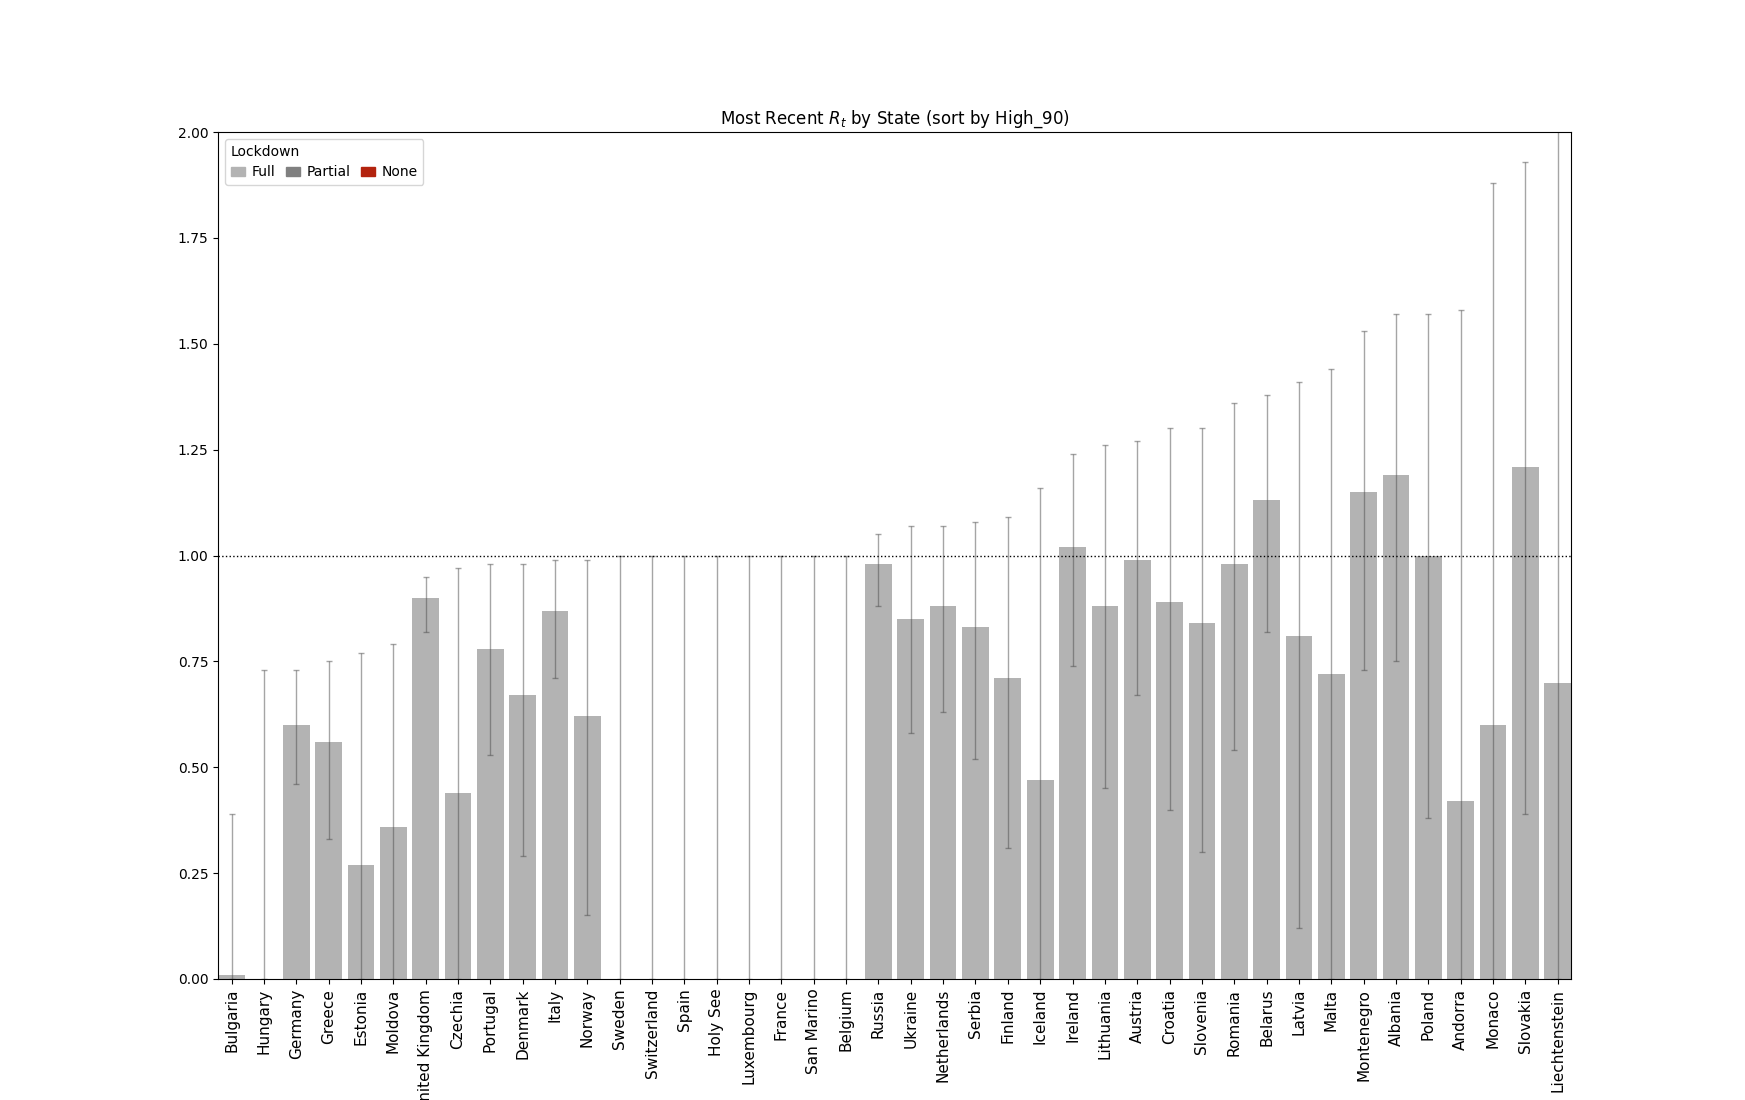 Most Recent R_t by State (sort by High_90)
Lockdown
Full Partial None
2.00
1.75
1.50
1.25
1.00
0.75
0.50
0.25
0.00
Bulgaria
Hungary
Germany
Greece
Estonia
Moldova
nited Kingdom
Czechia
Portugal
Denmark
Italy
Norway
Sweden
Switzerland
Spain
Holy See
Luxembourg
France
San Marino
Belgium
Russia
Ukraine
Netherlands
Serbia
Finland
Iceland
Ireland
Lithuania
Austria
Croatia
Slovenia
Romania
Belarus
Latvia
Malta
Montenegro
Albania
Poland
Andorra
Monaco
Slovakia
Liechtenstein